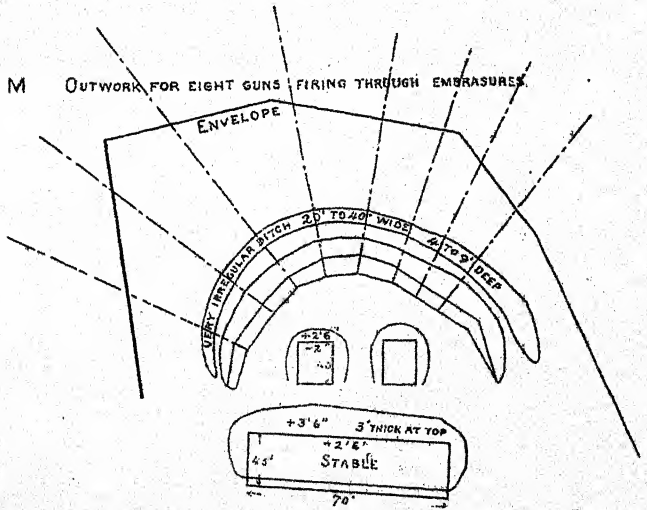 M OUTWORK FOR EIGHT GUNS FIRING THROUGH EMBRASURES.
ENVELOPE
VERY IRREGULAR DITCH 20' TO 40' WIDE 4' TO 9' DEEP
+2'6"
+2"
+3'6" 3' THICK AT TOP
+2'6"
45'
STABLE
70'